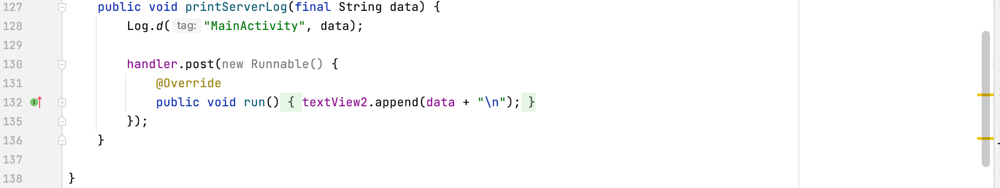 127 public void printServerLog(final String data) {
128 Log.d( tag: "MainActivity", data);
129
130 handler.post(new Runnable() {
131 @Override
132 public void run() { textView2.append(data + "\n"); }
135 });
136 }
137
138 }